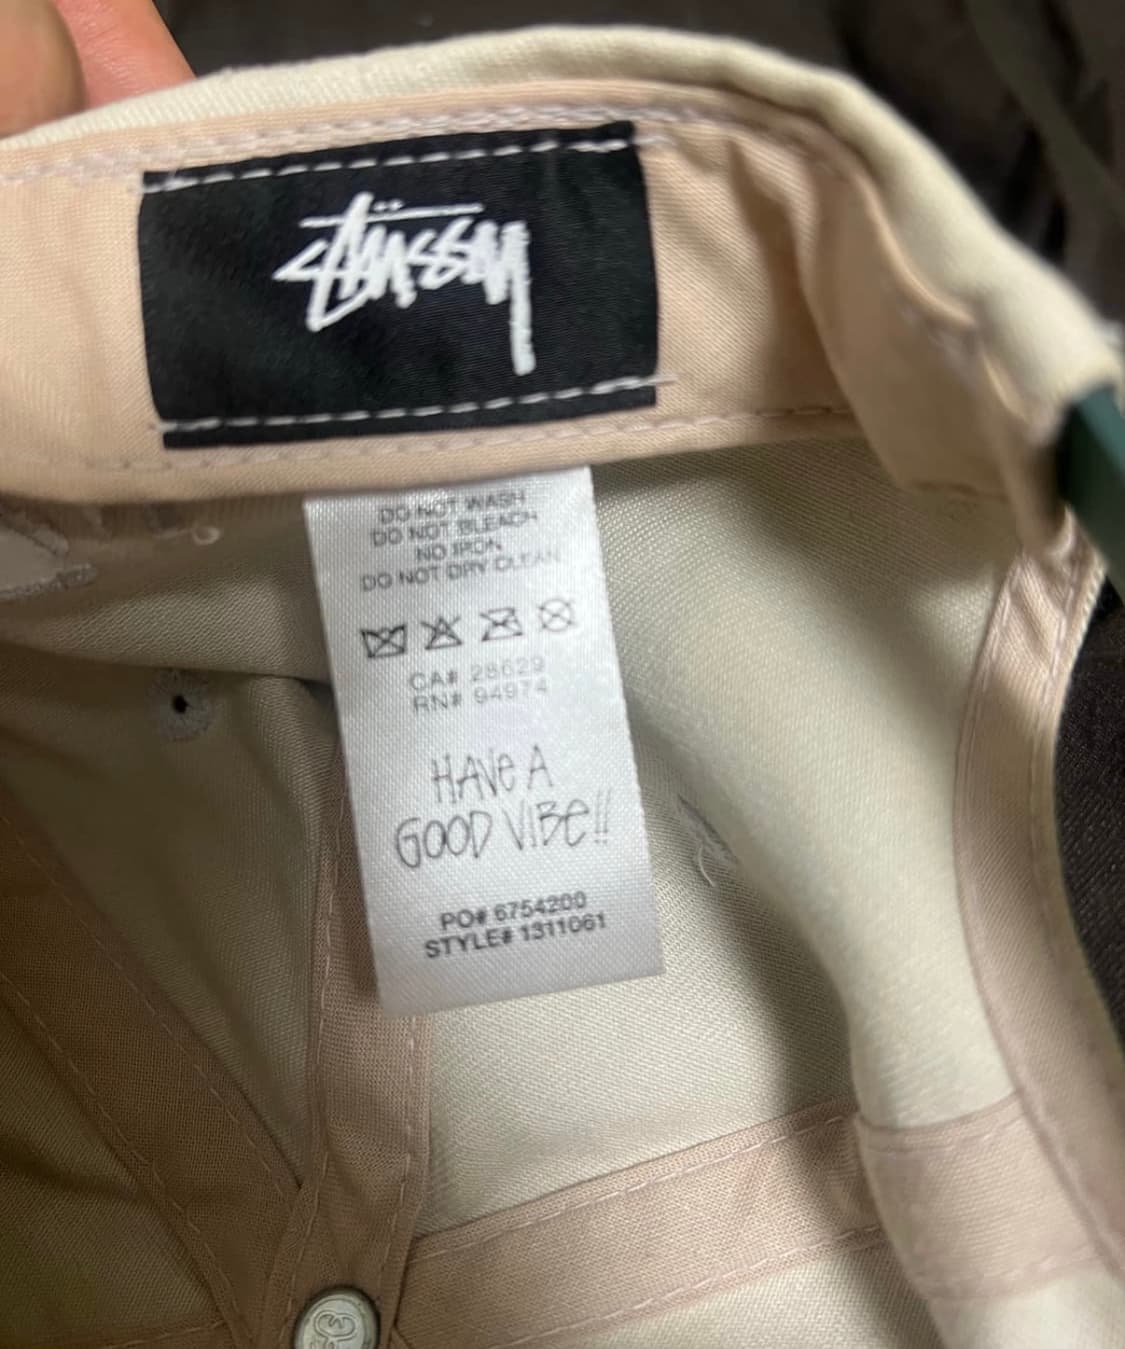 STÜSSY
DO NOT WASH
DO NOT BLEACH
NO IRON
DO NOT DRY CLEAN
CA# 28629
RN# 94974
HAVE A
GOOD VIBE!!
PO# 6754200
STYLE# 1311061